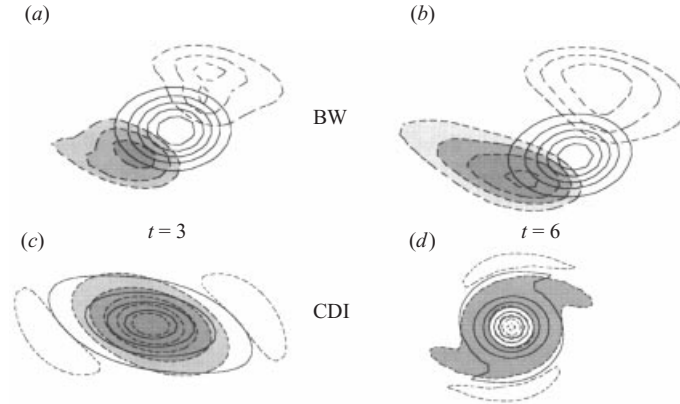 (a)
(b)
BW
t = 3
t = 6
(c)
(d)
CDI